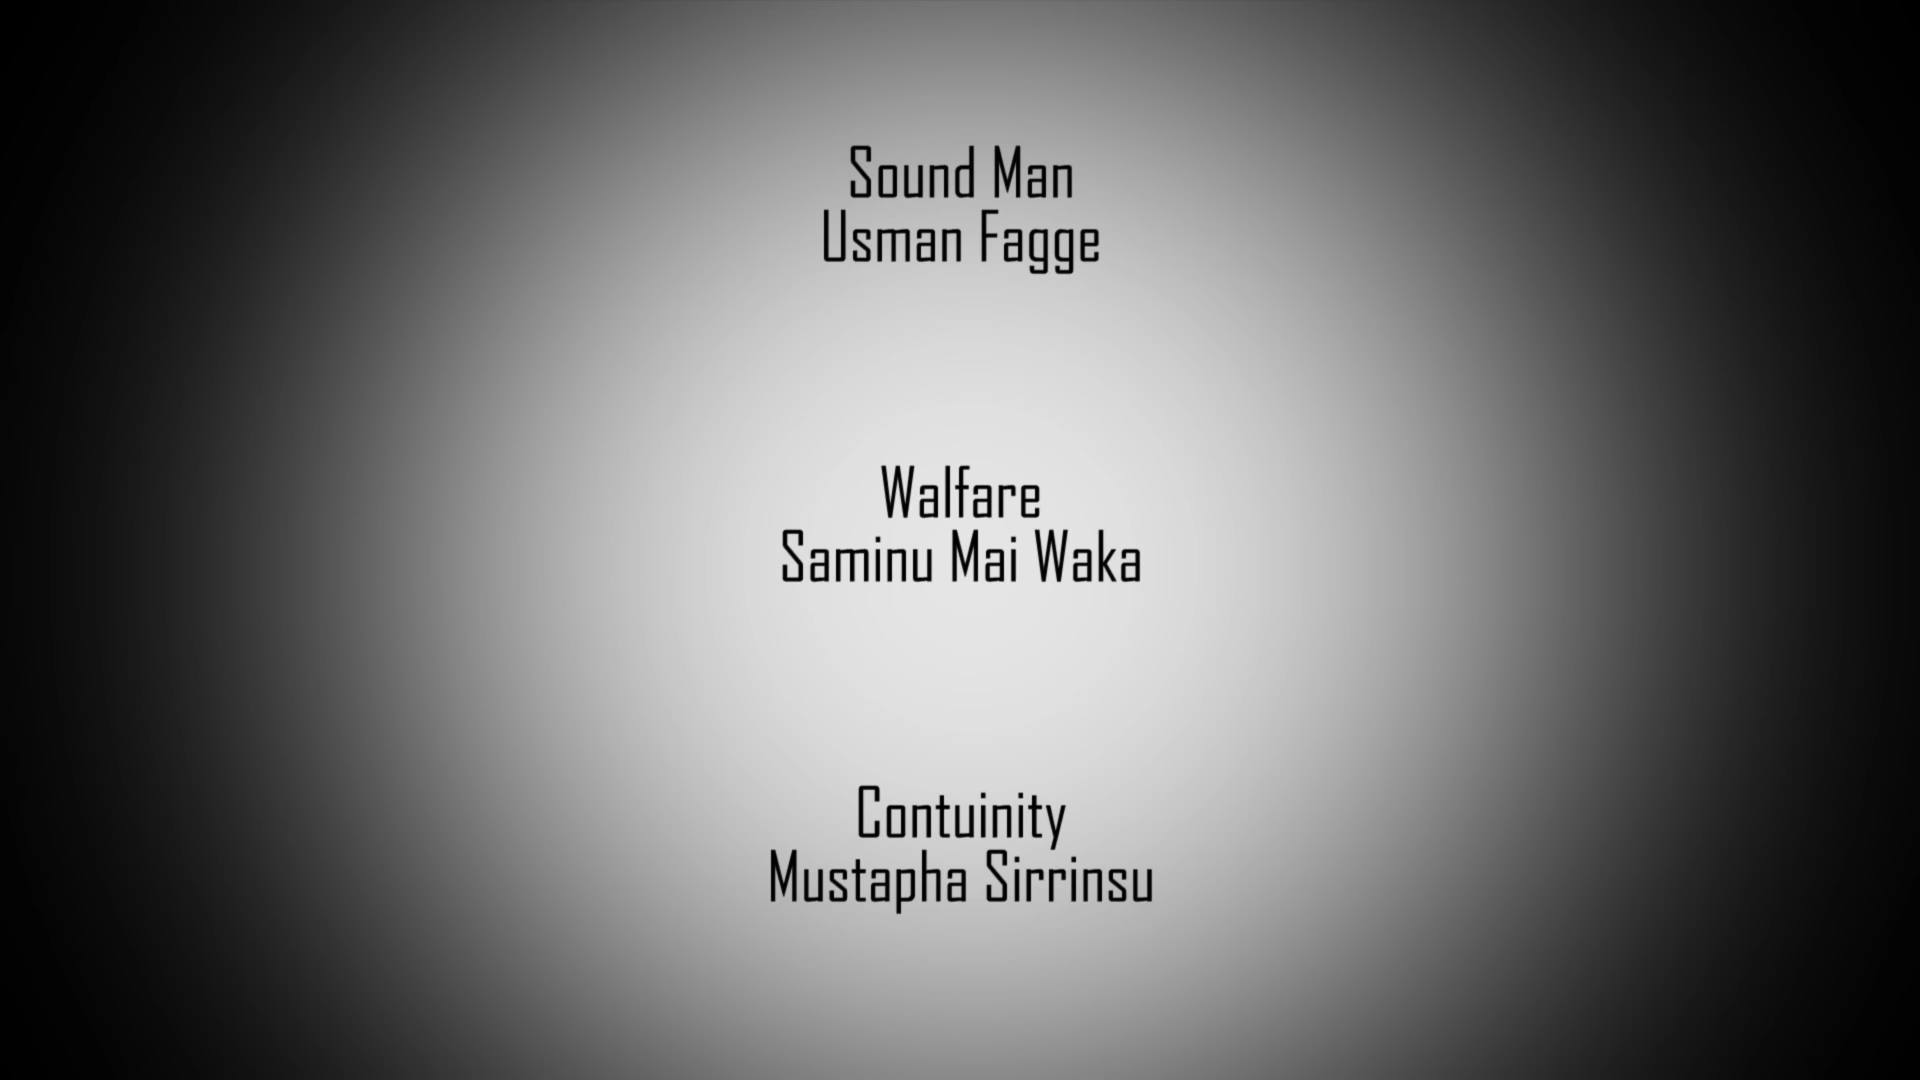 Sound Man
Usman Fagge
Walfare
Saminu Mai Waka
Contuinity
Mustapha Sirrinsu